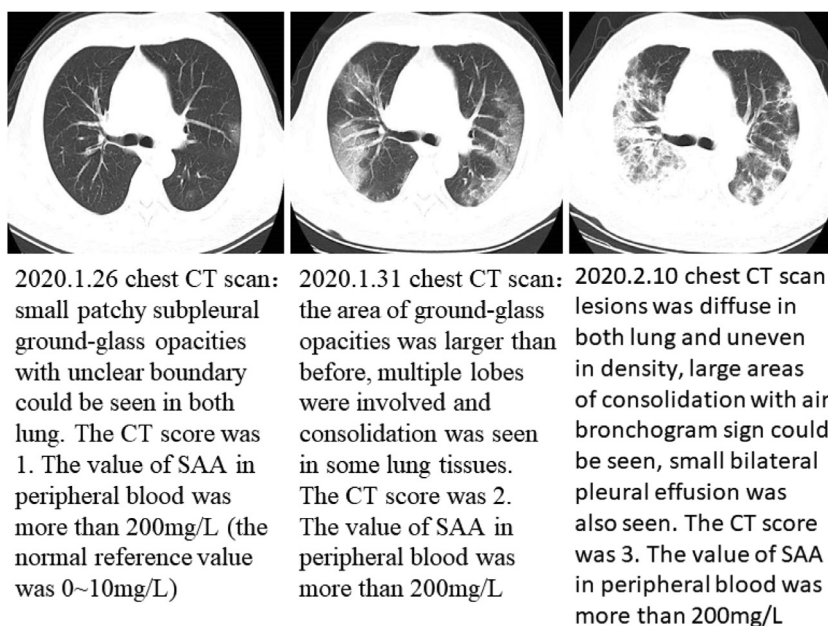 2020.1.26 chest CT scan：
small patchy subpleural
ground-glass opacities
with unclear boundary
could be seen in both
lung. The CT score was
1. The value of SAA in
peripheral blood was
more than 200mg/L (the
normal reference value
was 0~10mg/L)
2020.1.31 chest CT scan：
the area of ground-glass
opacities was larger than
before, multiple lobes
were involved and
consolidation was seen
in some lung tissues.
The CT score was 2.
The value of SAA in
peripheral blood was
more than 200mg/L
2020.2.10 chest CT scan
lesions was diffuse in
both lung and uneven
in density, large areas
of consolidation with air
bronchogram sign could
be seen, small bilateral
pleural effusion was
also seen. The CT score
was 3. The value of SAA
in peripheral blood was
more than 200mg/L